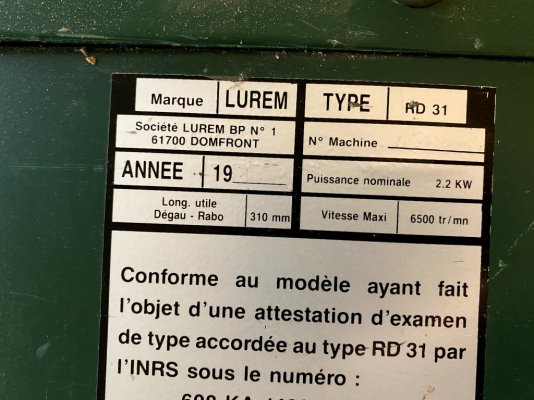 Marque LUREM TYPE RD 31
Société LUREM BP N° 1
61700 DOMFRONT
N° Machine
ANNEE 19
Puissance nominale 2.2 KW
Long. utile
Dégau - Rabo 310 mm
Vitesse Maxi 6500 tr/mn
Conforme au modèle ayant fait
l'objet d'une attestation d'examen
de type accordée au type RD 31 par
l'INRS sous le numéro :